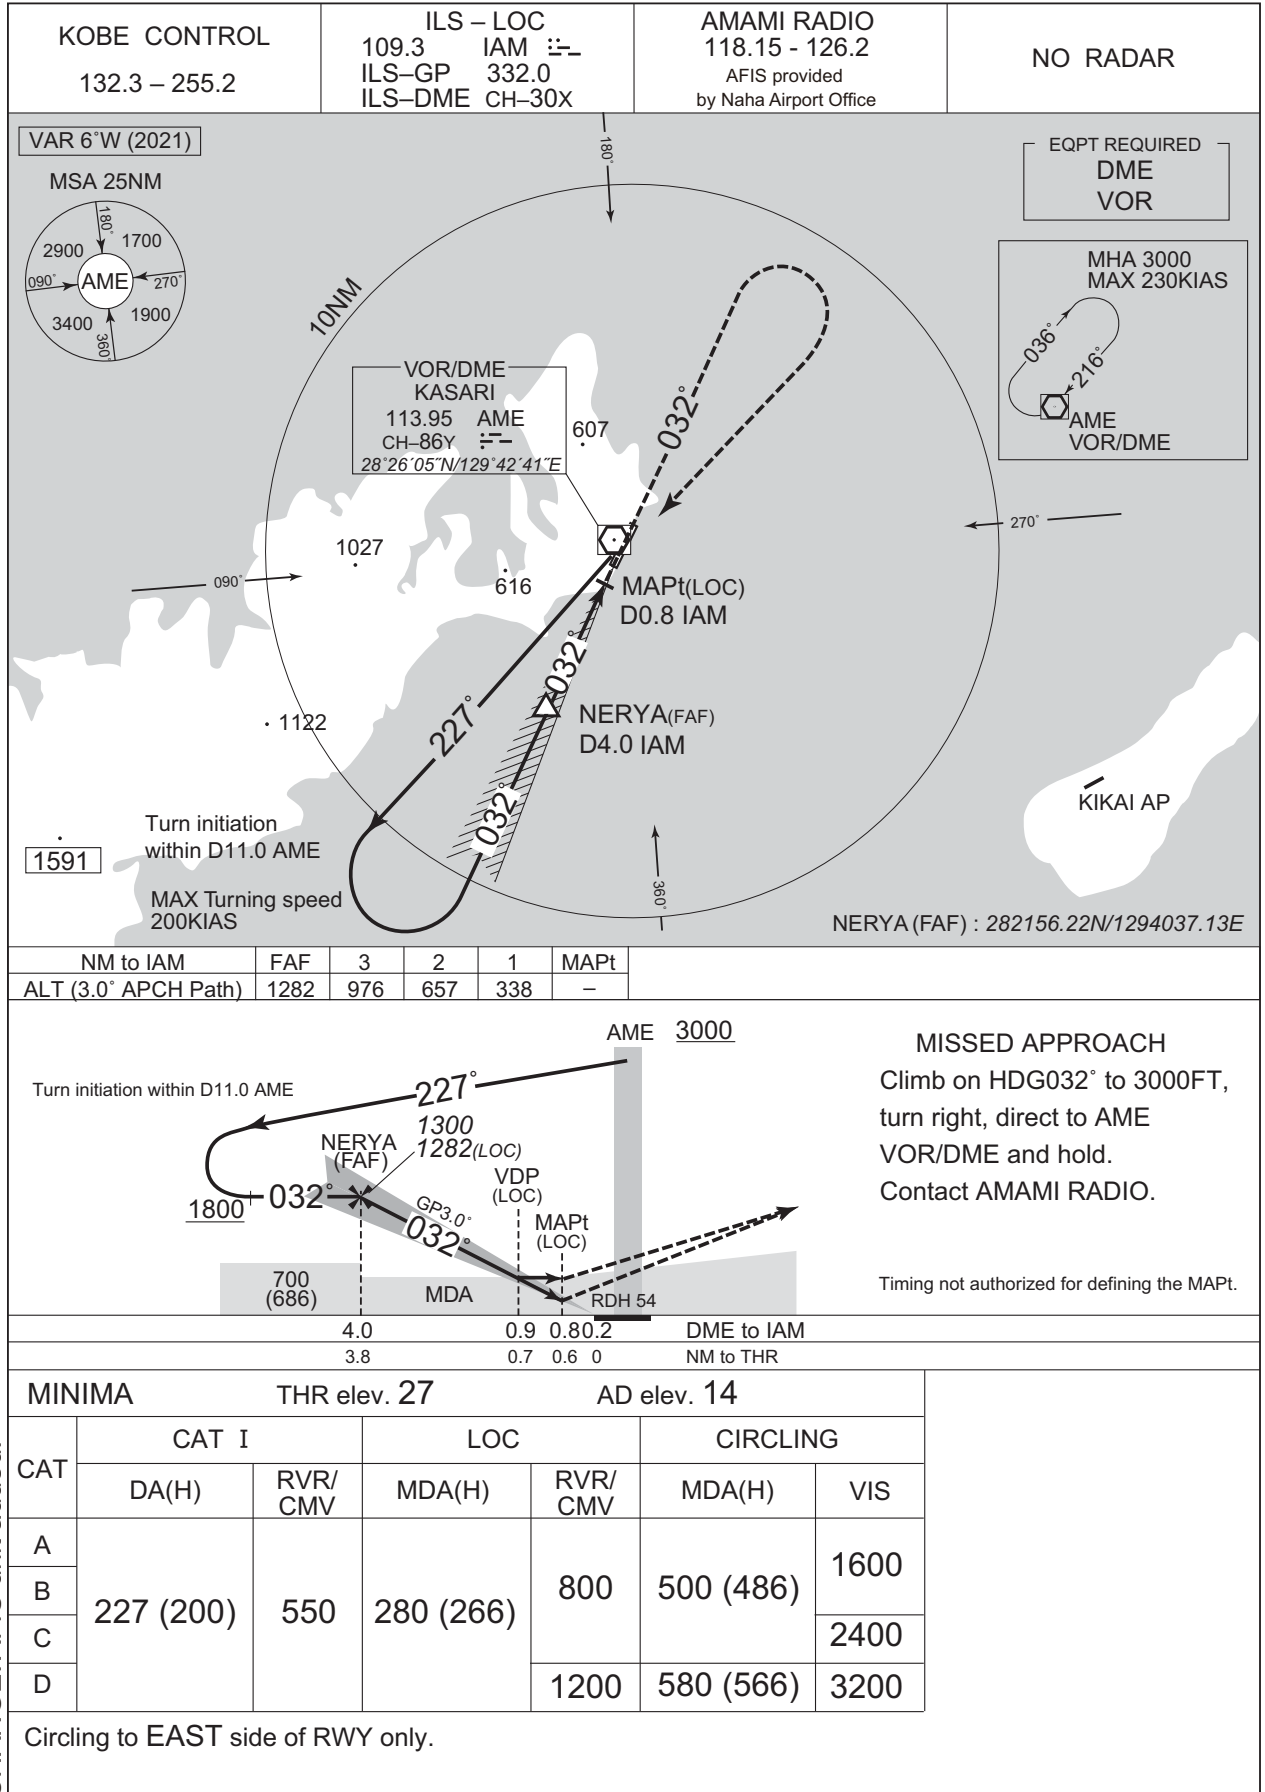 KOBE CONTROL
132.3 – 255.2
ILS – LOC
109.3 IAM
ILS–GP 332.0
ILS–DME CH–30X
AMAMI RADIO
118.15 - 126.2
AFIS provided
by Naha Airport Office
NO RADAR
VAR 6˚W (2021)
MSA 25NM
180˚
2900 1700
090˚ AME 270˚
3400 1900
360˚
180˚
EQPT REQUIRED
DME
VOR
MHA 3000
MAX 230KIAS
036˚
216˚
AME
VOR/DME
10NM
VOR/DME
KASARI
113.95 AME
CH–86Y
28˚26´05˝N/129˚42´41˝E
607
032˚
270˚
1027
616
090˚
MAPt(LOC)
D0.8 IAM
032˚
NERYA(FAF)
D4.0 IAM
227˚
1122
032˚
KIKAI AP
Turn initiation
within D11.0 AME
1591
360˚
MAX Turning speed
200KIAS
NERYA (FAF) : 282156.22N/1294037.13E
NM to IAM FAF 3 2 1 MAPt
ALT (3.0˚ APCH Path) 1282 976 657 338 –
AME 3000
Turn initiation within D11.0 AME
227˚
1300
1282(LOC)
NERYA
(FAF)
VDP
(LOC)
1800 032˚
GP3.0˚
032˚
MAPt
(LOC)
700
(686)
MDA
RDH 54
MISSED APPROACH
Climb on HDG032˚ to 3000FT,
turn right, direct to AME
VOR/DME and hold.
Contact AMAMI RADIO.
Timing not authorized for defining the MAPt.
4.0 0.9 0.8 0.2 DME to IAM
3.8 0.7 0.6 0 NM to THR
MINIMA THR elev. 27 AD elev. 14
CAT CAT I LOC CIRCLING
DA(H) RVR/CMV MDA(H) RVR/CMV MDA(H) VIS
A
B
C
D
227 (200) 550 280 (266) 800 500 (486) 1600
2400
1200 580 (566) 3200
Circling to EAST side of RWY only.